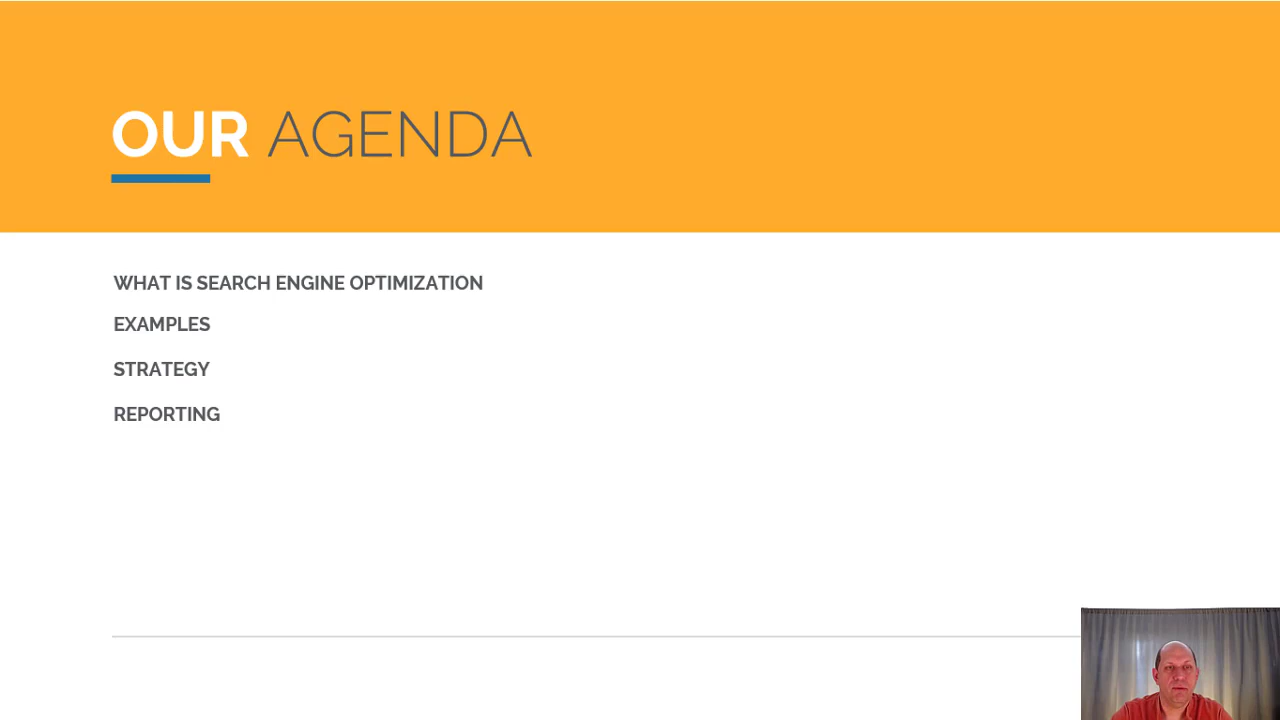 OUR AGENDA
WHAT IS SEARCH ENGINE OPTIMIZATION
EXAMPLES
STRATEGY
REPORTING